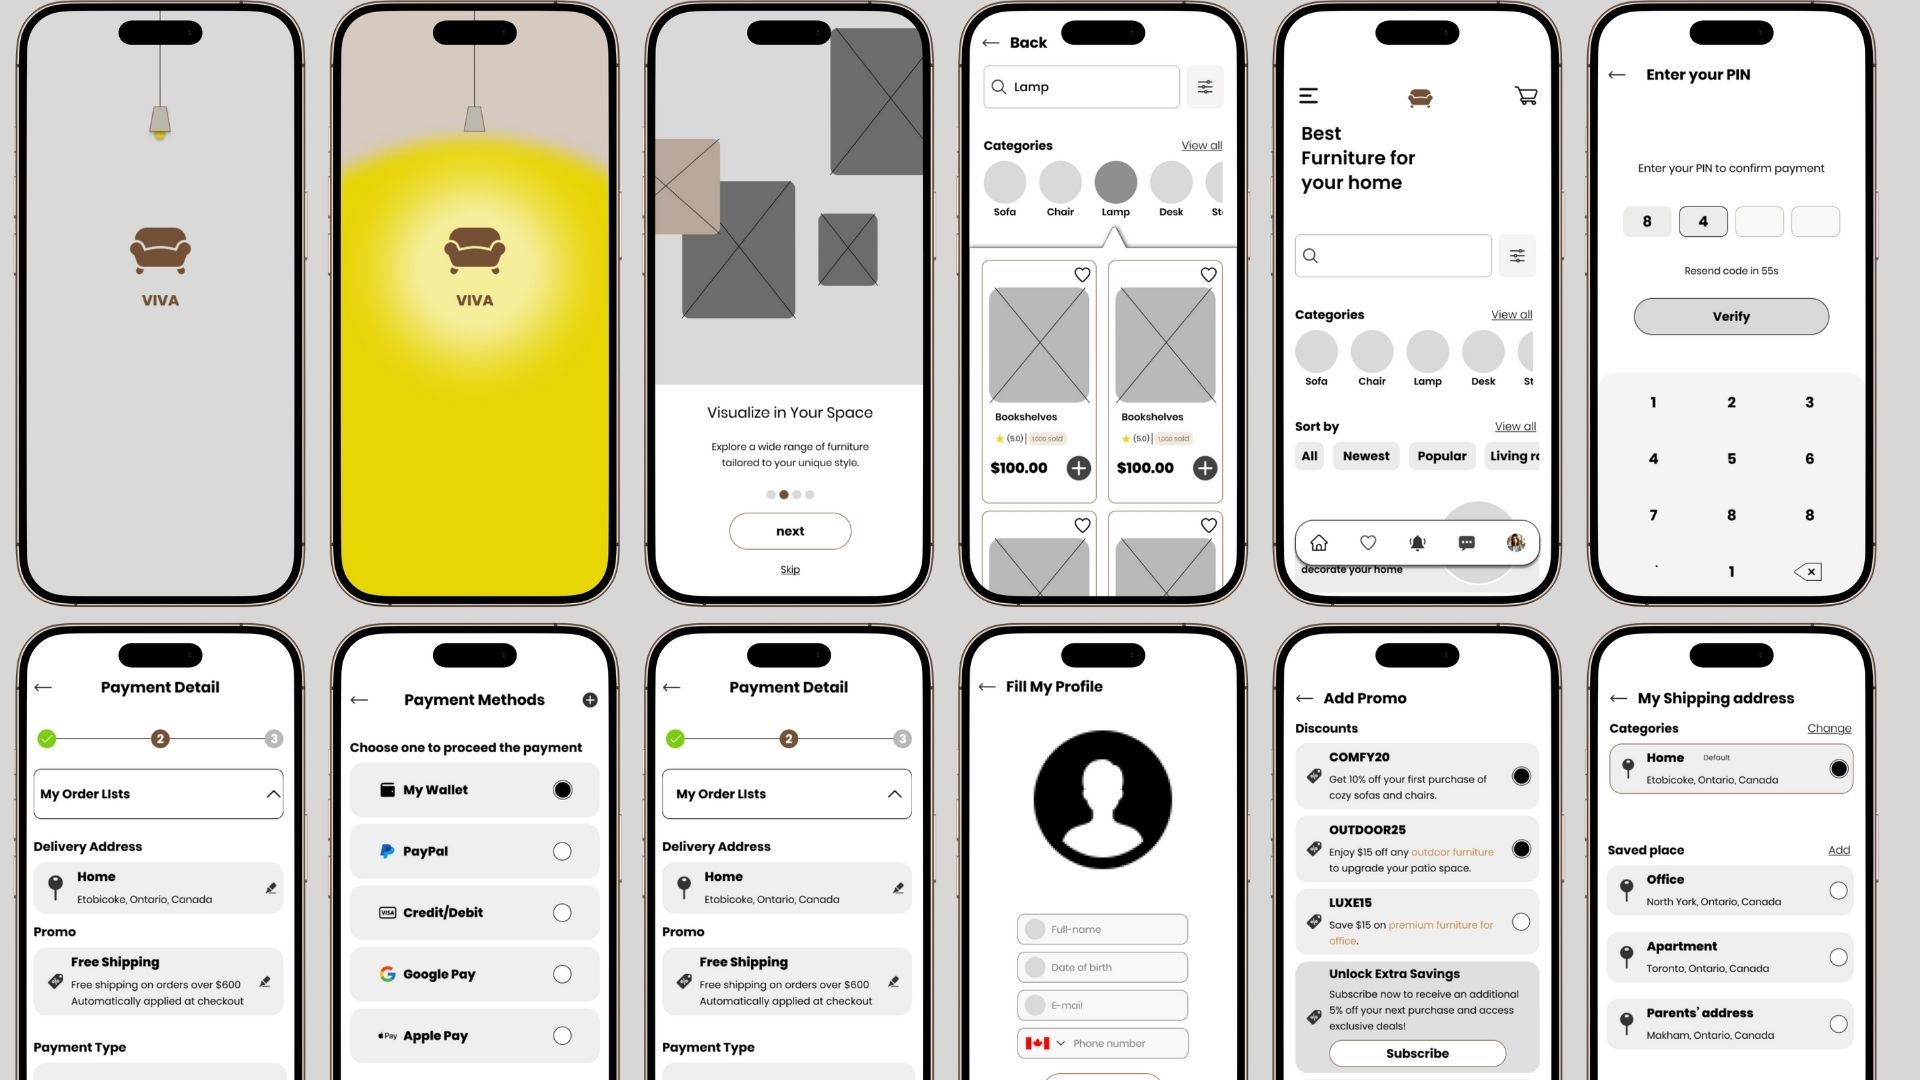 VIVA
VIVA
Visualize in Your Space
Explore a wide range of furniture
tailored to your unique style.
next
Skip
Back
Lamp
Categories View all
Sofa Chair Lamp Desk St
Bookshelves Bookshelves
(5.0) 1,000 sold (5.0) 1,000 sold
$100.00 $100.00
Best
Furniture for
your home
Categories View all
Sofa Chair Lamp Desk St
Sort by View all
All Newest Popular Living ro
decorate your home
Enter your PIN
Enter your PIN to confirm payment
8 4
Resend code in 55s
Verify
1 2 3
4 5 6
7 8 8
. 1
Payment Detail
2 3
My Order LIsts
Delivery Address
Home
Etobicoke, Ontario, Canada
Promo
Free Shipping
Free shipping on orders over $600
Automatically applied at checkout
Payment Type
Payment Methods
Choose one to proceed the payment
My Wallet
PayPal
VISA Credit/Debit
Google Pay
Pay Apple Pay
Payment Detail
2 3
My Order LIsts
Delivery Address
Home
Etobicoke, Ontario, Canada
Promo
Free Shipping
Free shipping on orders over $600
Automatically applied at checkout
Payment Type
Fill My Profile
Full-name
Date of birth
E-mail
Phone number
Add Promo
Discounts
COMFY20
Get 10% off your first purchase of
cozy sofas and chairs.
OUTDOOR25
Enjoy $15 off any outdoor furniture
to upgrade your patio space.
LUXE15
Save $15 on premium furniture for
office.
Unlock Extra Savings
Subscribe now to receive an additional
5% off your next purchase and access
exclusive deals!
Subscribe
My Shipping address
Categories Change
Home Default
Etobicoke, Ontario, Canada
Saved place Add
Office
North York, Ontario, Canada
Apartment
Toronto, Ontario, Canada
Parents' address
Makham, Ontario, Canada